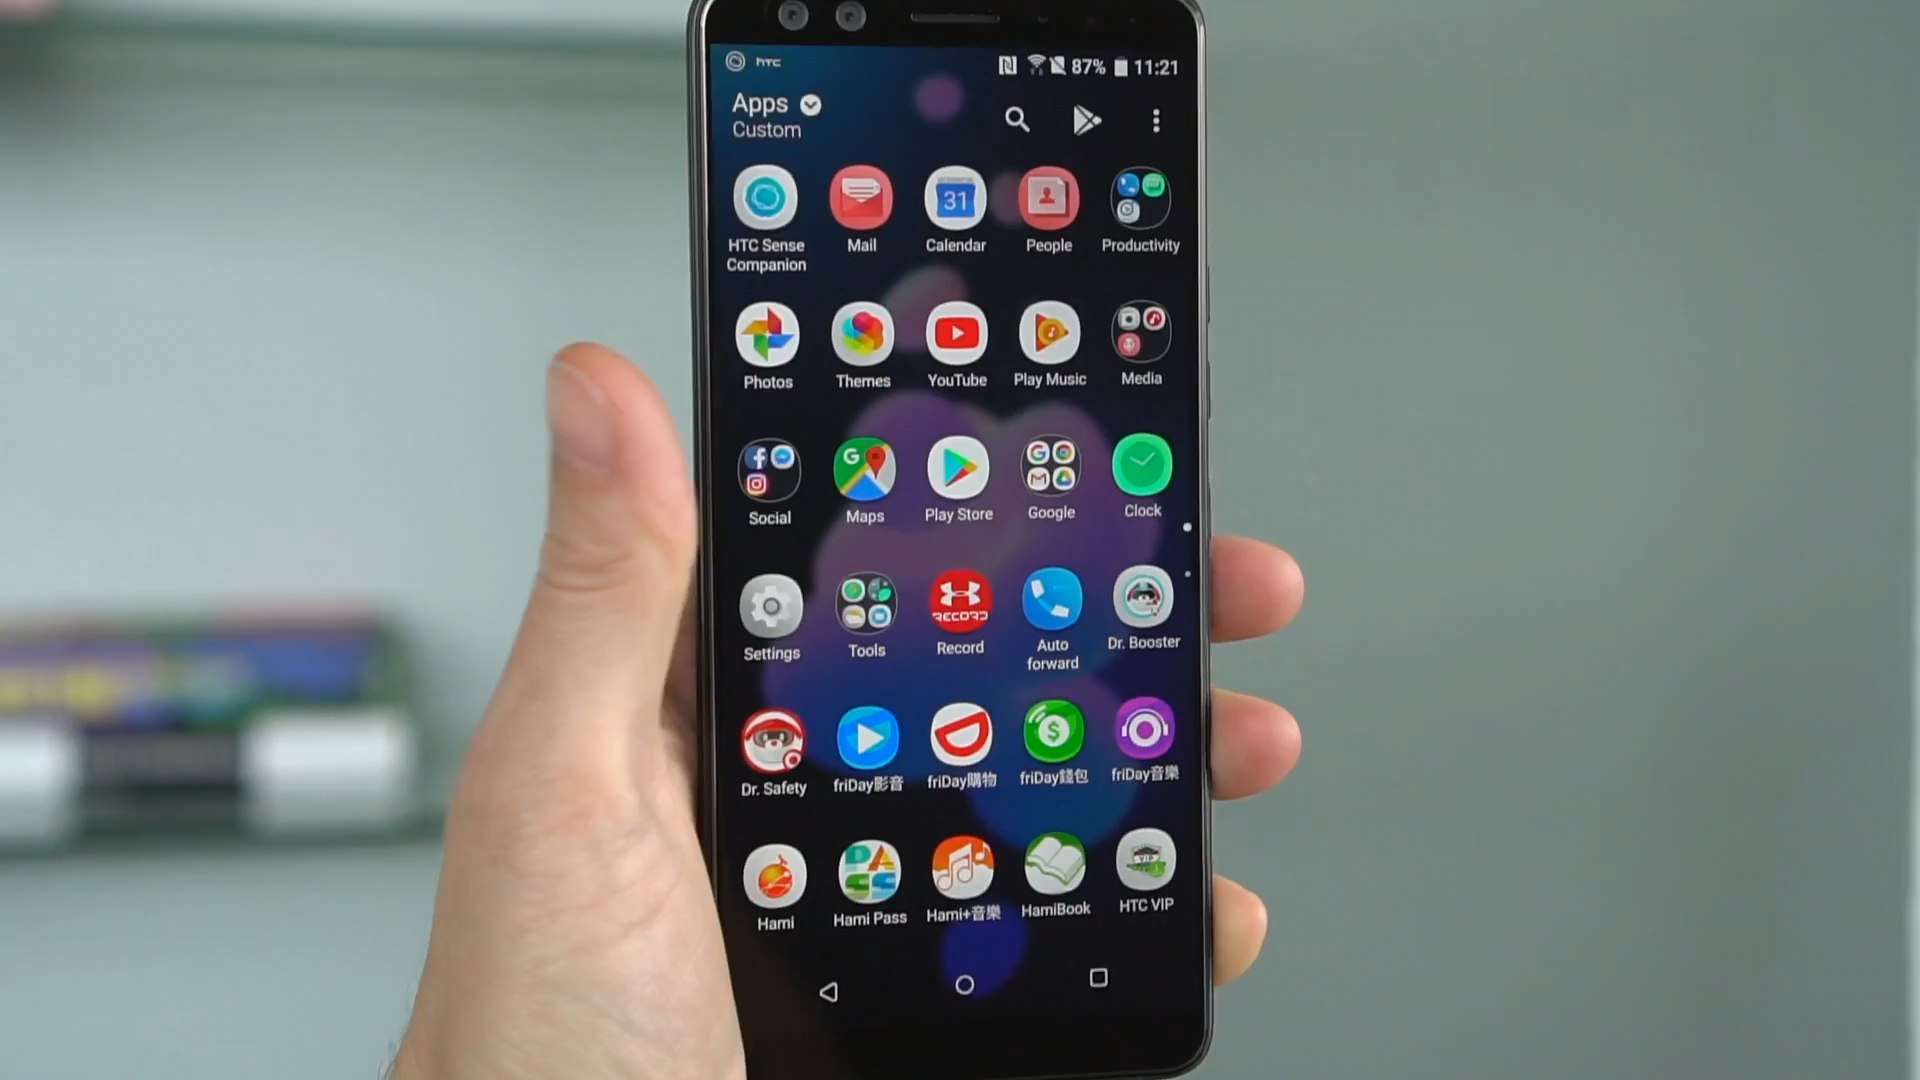 htc 87% 11:21
Apps
Custom
31
HTC Sense Companion Mail Calendar People Productivity
Photos Themes YouTube Play Music Media
Social Maps Play Store Google Clock
RECORD
Settings Tools Record Auto forward Dr. Booster
Dr. Safety friDay影音 friDay購物 friDay錢包 friDay音樂
PASS
VIP
Hami Hami Pass Hami+音樂 HamiBook HTC VIP